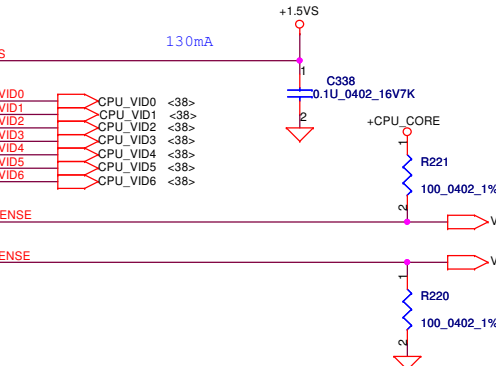 +1.5VS
130mA
S
1
C338
0.1U_0402_16V7K
2
VID0 CPU_VID0 <38>
VID1 CPU_VID1 <38>
VID2 CPU_VID2 <38>
VID3 CPU_VID3 <38>
VID4 CPU_VID4 <38>
VID5 CPU_VID5 <38>
VID6 CPU_VID6 <38>
+CPU_CORE
1
R221
100_0402_1%
2
ENSE V
ENSE V
1
R220
100_0402_1%
2